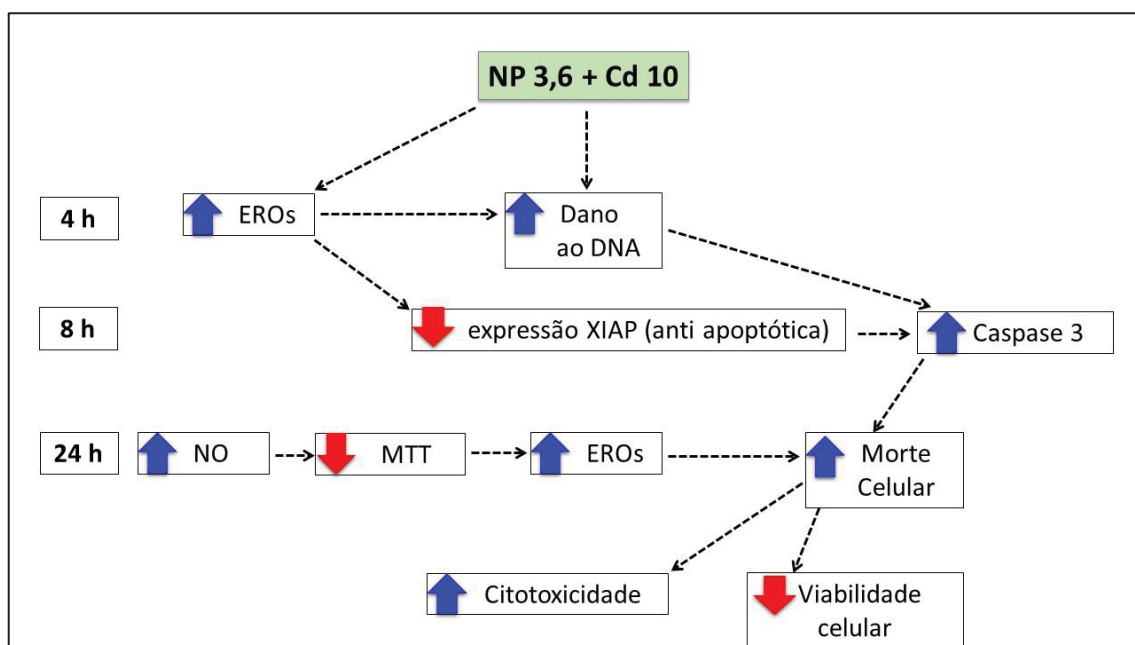 NP 3,6 + Cd 10
4 h
EROs
Dano
ao DNA
8 h
expressão XIAP (anti apoptótica)
Caspase 3
24 h
NO
MTT
EROs
Morte
Celular
Citotoxicidade
Viabilidade
celular